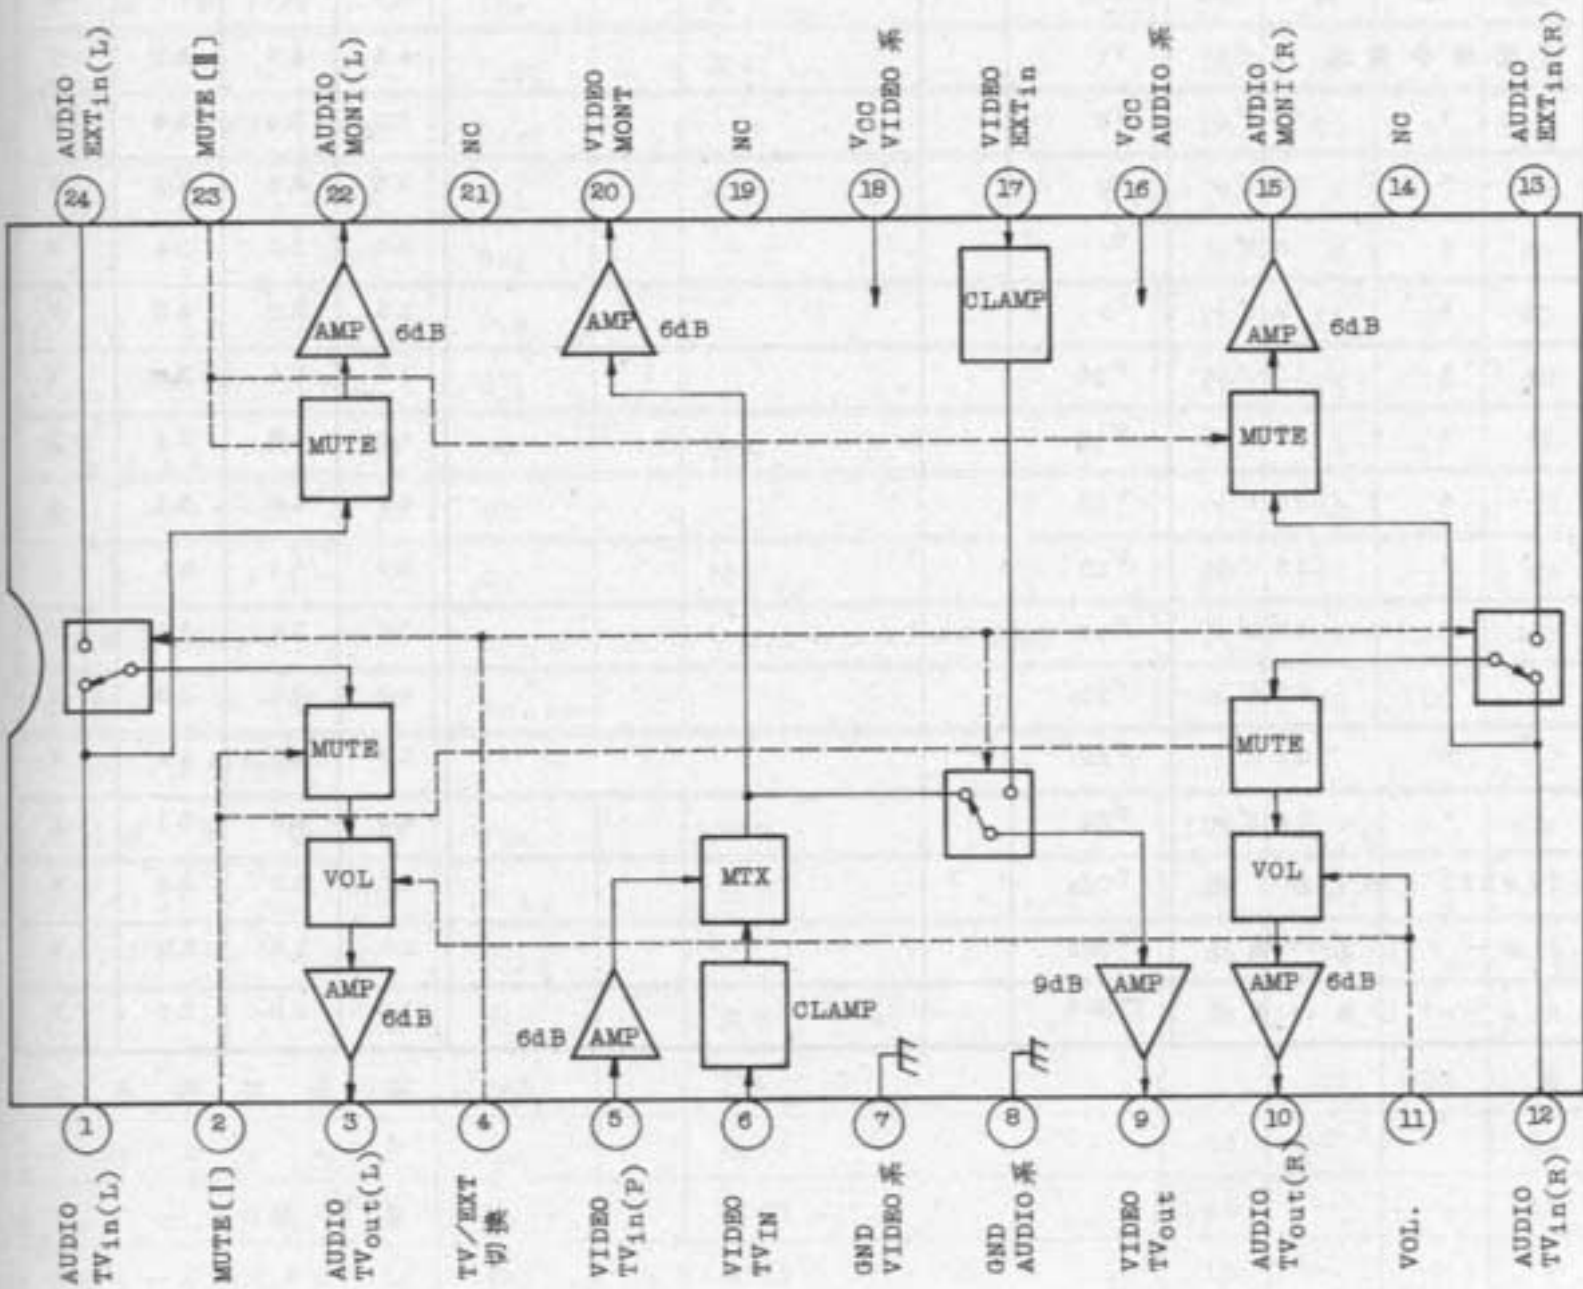 AUDIO
EXTin(L)
MUTE[Ⅱ]
AUDIO
MONI(L)
NC
VIDEO
MONT
NC
VCC
VIDEO 系
VIDEO
EXTin
VCC
AUDIO 系
AUDIO
MONI(R)
NC
AUDIO
EXTin(R)
24
23
22
21
20
19
18
17
16
15
14
13
AMP
6dB
AMP
6dB
CLAMP
AMP
6dB
MUTE
MUTE
MUTE
MUTE
VOL
MTX
VOL
AMP
6dB
6dB
AMP
CLAMP
9dB
AMP
AMP
6dB
1
2
3
4
5
6
7
8
9
10
11
12
AUDIO
TVin(L)
MUTE[Ⅰ]
AUDIO
TVout(L)
TV/EXT
切換
VIDEO
TVin(P)
VIDEO
TVIN
GND
VIDEO 系
GND
AUDIO 系
VIDEO
TVout
AUDIO
TVout(R)
VOL.
AUDIO
TVin(R)